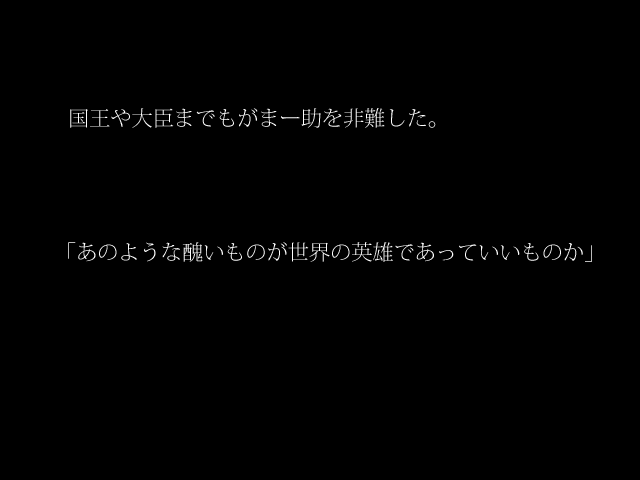 国王や大臣までもがまー助を非難した。
「あのような醜いものが世界の英雄であっていいものか」